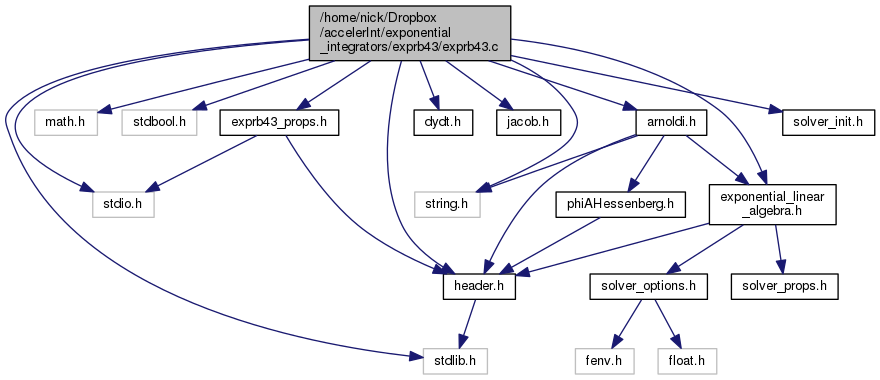 /home/nick/Dropbox
/accelerInt/exponential
_integrators/exprb43/exprb43.c
math.h
stdbool.h
exprb43_props.h
dydt.h
jacob.h
arnoldi.h
solver_init.h
stdio.h
string.h
phiAHessenberg.h
exponential_linear
_algebra.h
header.h
solver_options.h
solver_props.h
stdlib.h
fenv.h
float.h